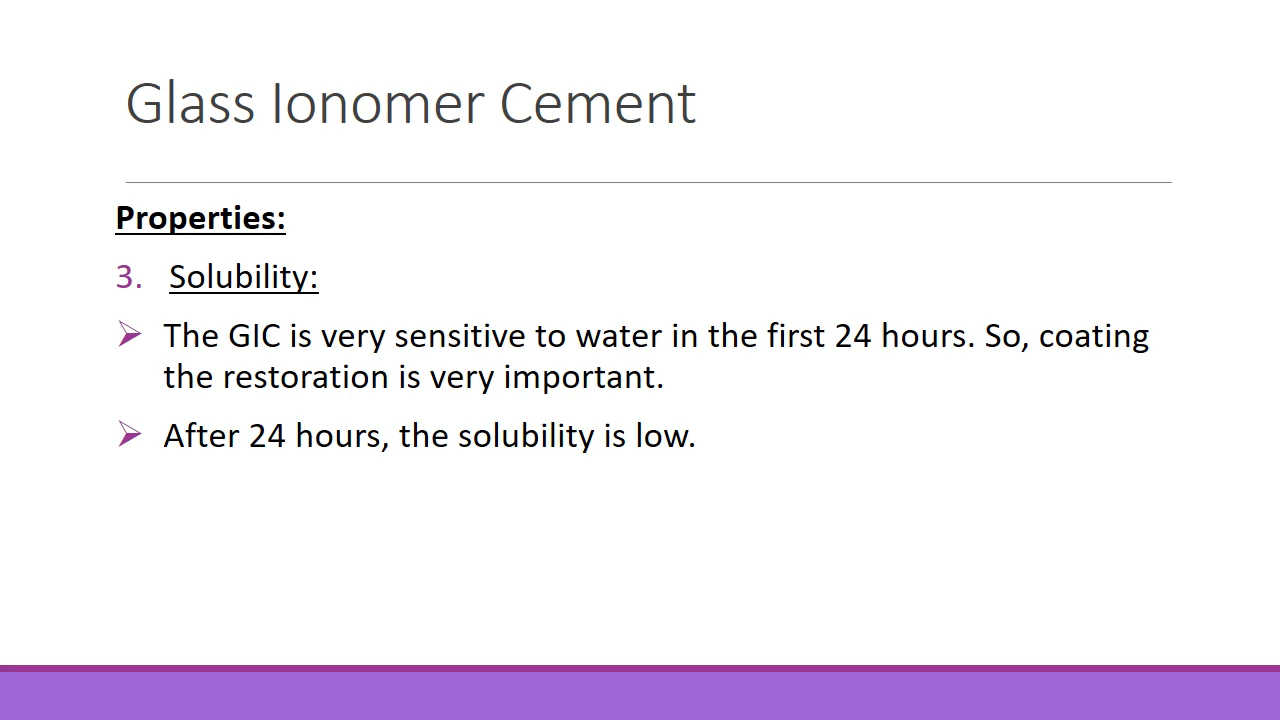 Glass Ionomer Cement
Properties:
3. Solubility:
➢ The GIC is very sensitive to water in the first 24 hours. So, coating
the restoration is very important.
➢ After 24 hours, the solubility is low.